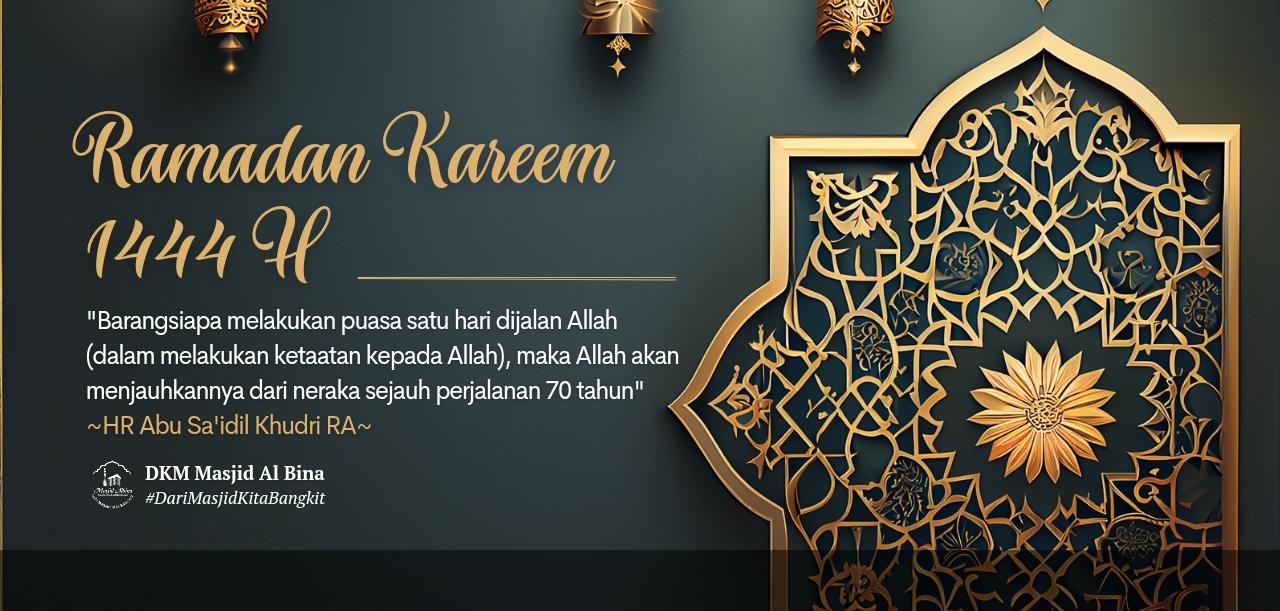 Ramadan Kareem
1444 H
"Barangsiapa melakukan puasa satu hari dijalan Allah
(dalam melakukan ketaatan kepada Allah), maka Allah akan
menjauhkannya dari neraka sejauh perjalanan 70 tahun"
~HR Abu Sa'idil Khudri RA~
DKM Masjid Al Bina
#DariMasjidKitaBangkit